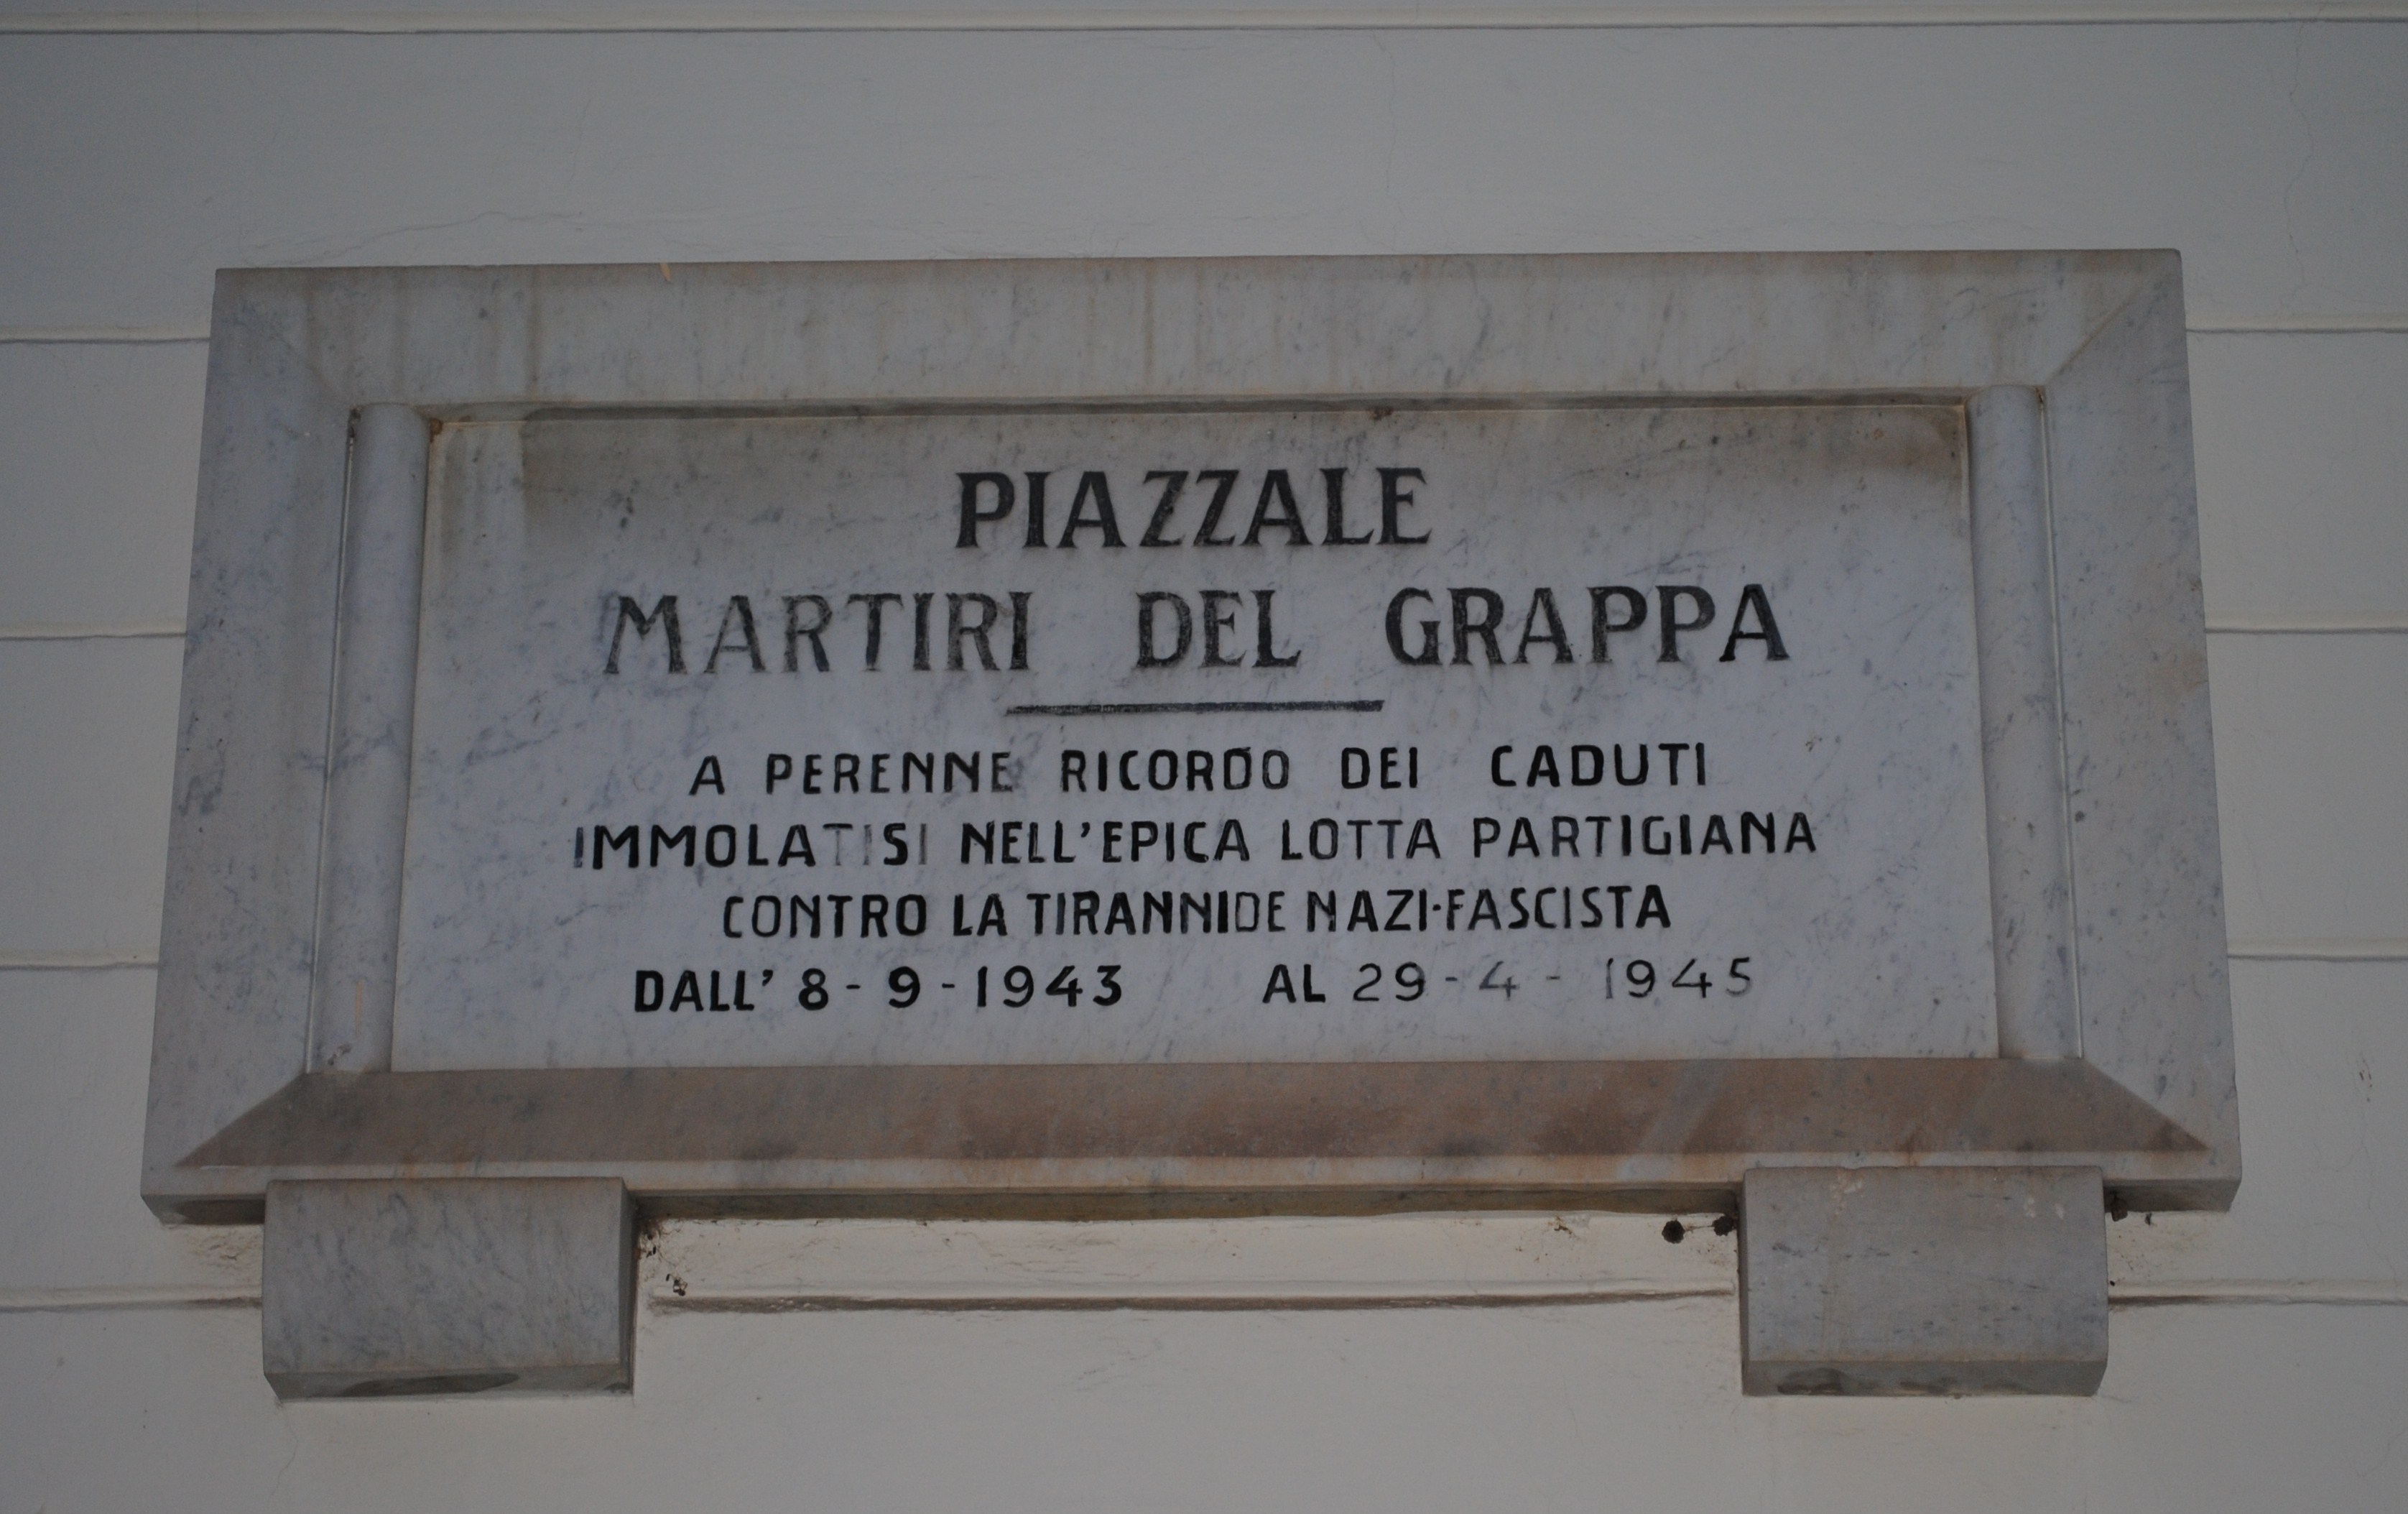 PIAZZALE
MARTIRI DEL GRAPPA
A PERENNE RICORDO DEI CADUTI
IMMOLATISI NELL'EPICA LOTTA PARTIGIANA
CONTRO LA TIRANNIDE NAZI-FASCISTA
DALL' 8-9-1943 AL 29-4-1945